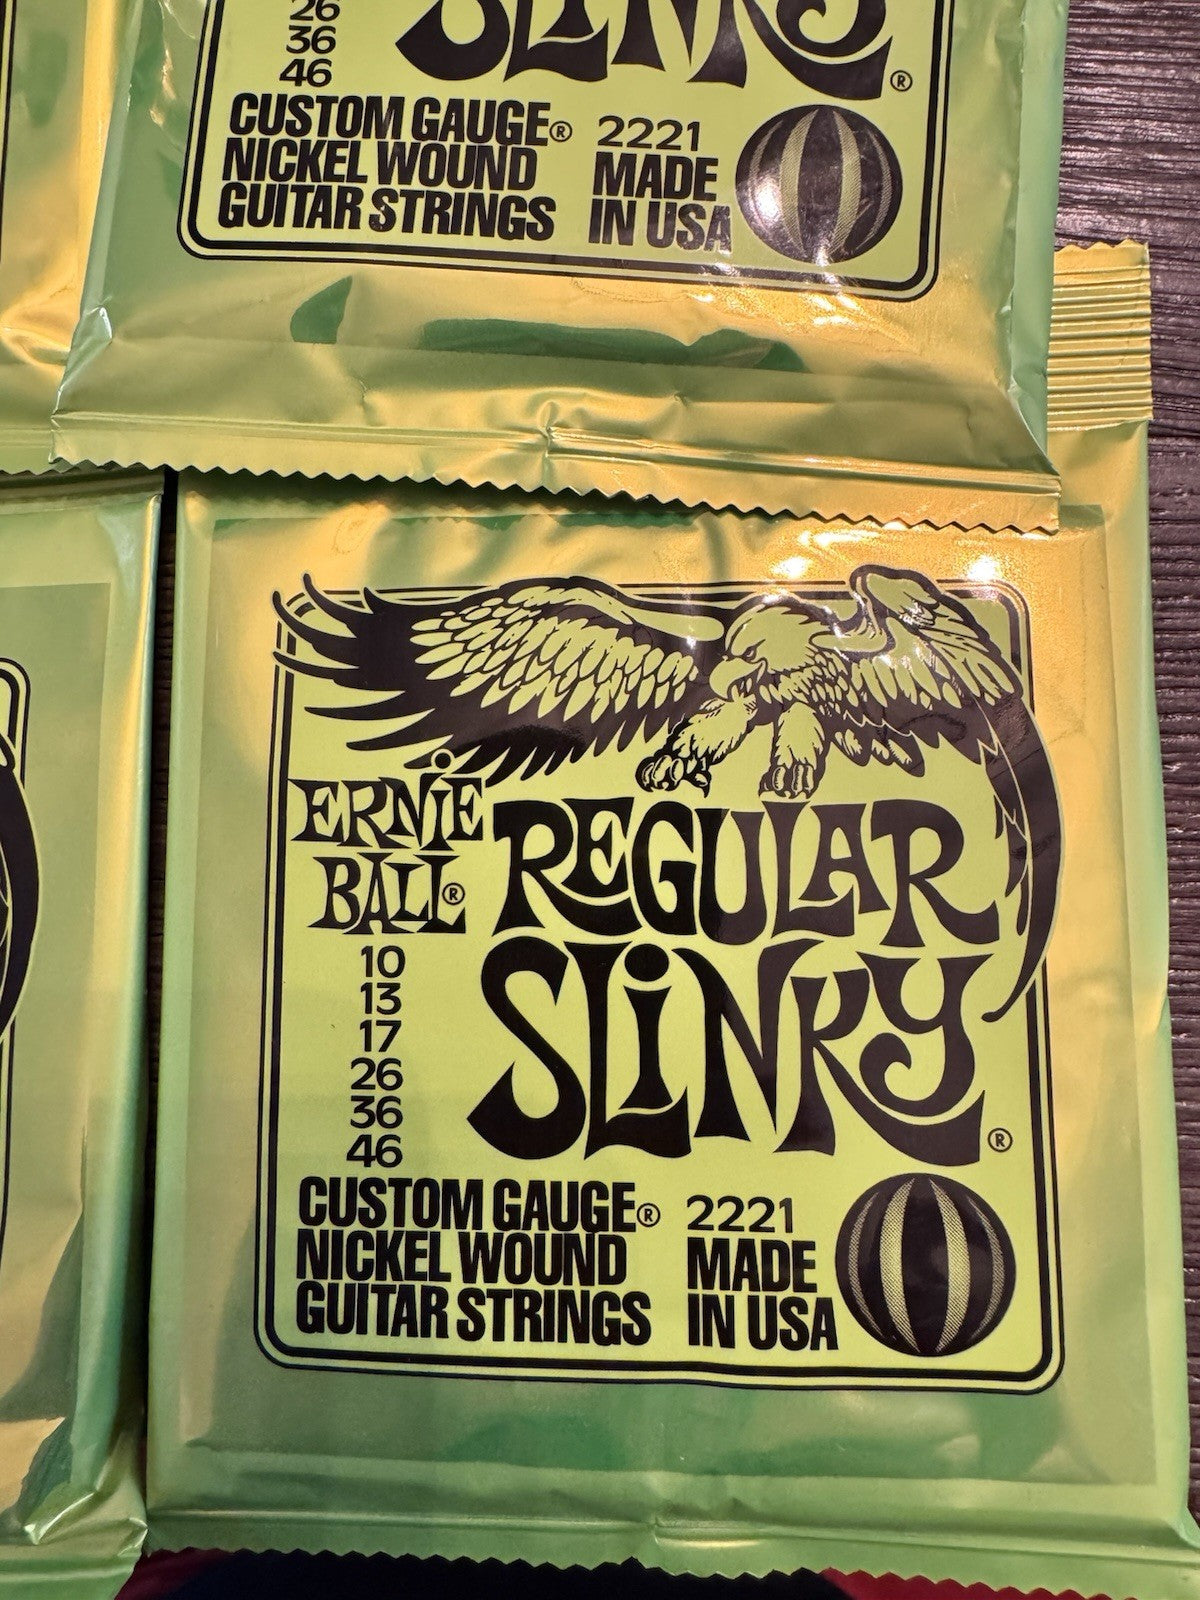 26
36
46
SLiNKY®
CUSTOM GAUGE®
NICKEL WOUND
GUITAR STRINGS
2221
MADE
IN USA
ERNiE
BALL®
REGULAR
SLiNKY®
10
13
17
26
36
46
CUSTOM GAUGE®
NICKEL WOUND
GUITAR STRINGS
2221
MADE
IN USA